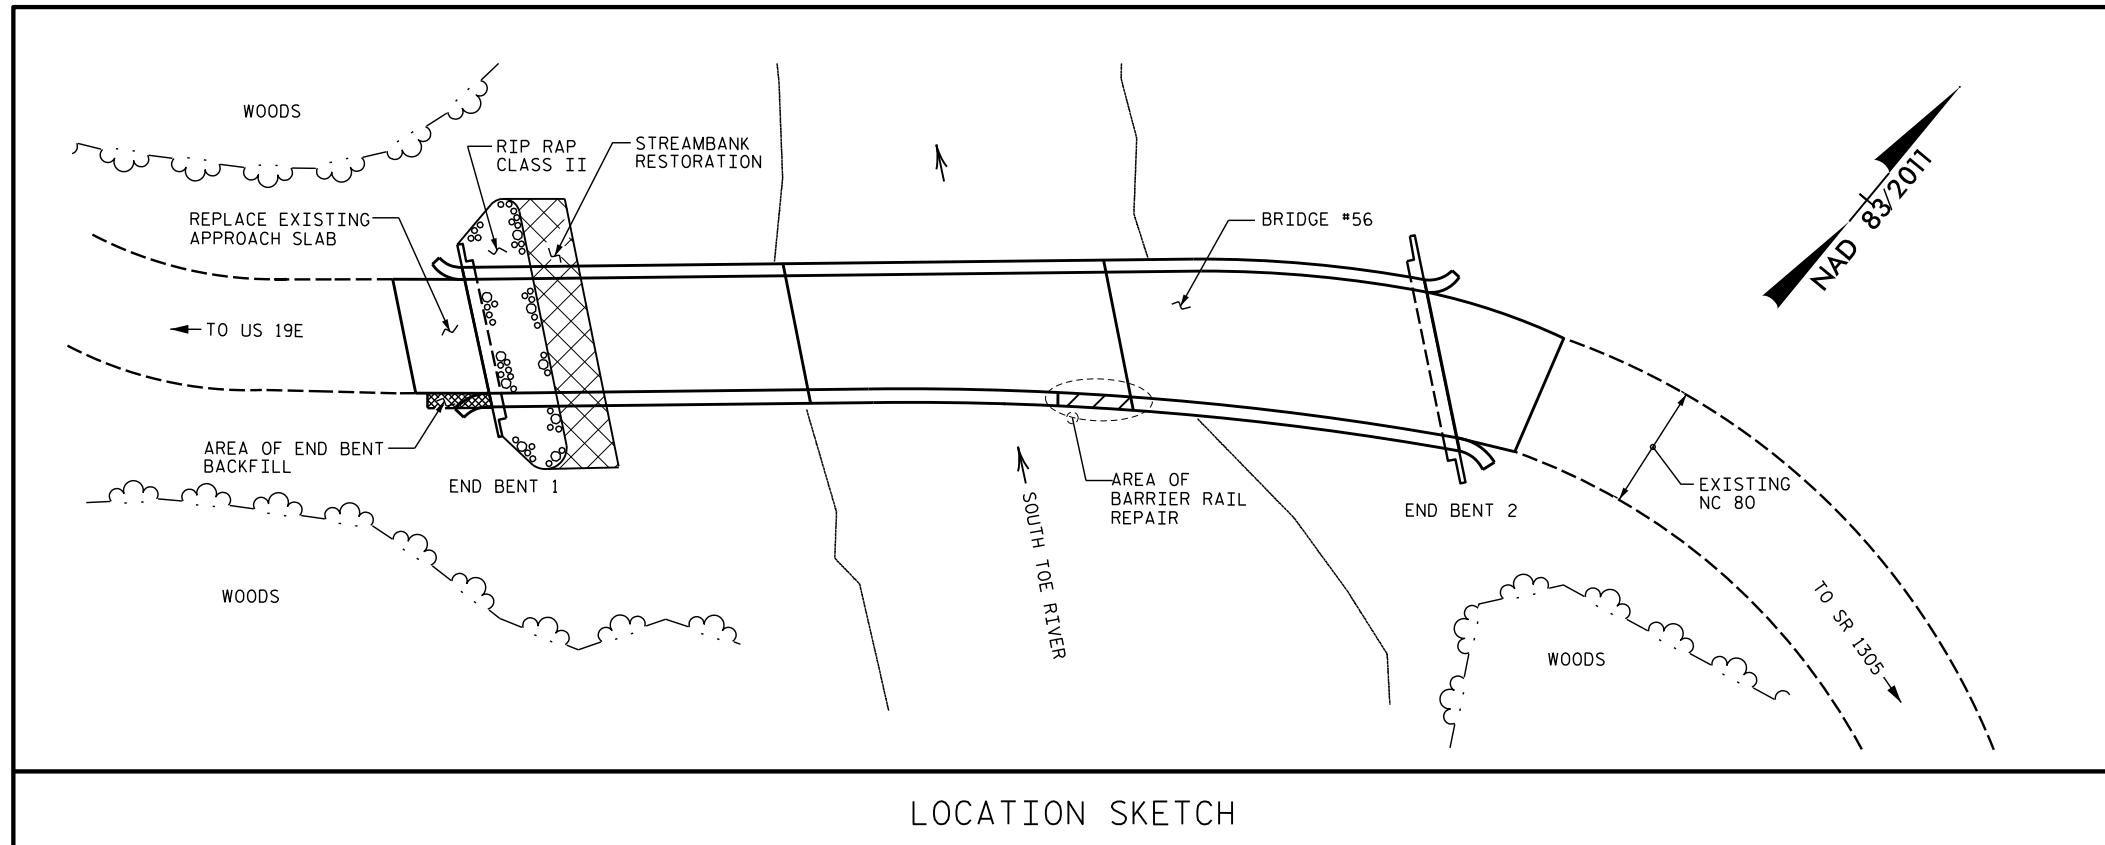 WOODS
RIP RAP
CLASS II
STREAMBANK
RESTORATION
REPLACE EXISTING
APPROACH SLAB
BRIDGE #56
NAD 83/2011
TO US 19E
AREA OF END BENT
BACKFILL
END BENT 1
AREA OF
BARRIER RAIL
REPAIR
SOUTH TOE RIVER
END BENT 2
EXISTING
NC 80
TO SR 1305
WOODS
WOODS
LOCATION SKETCH